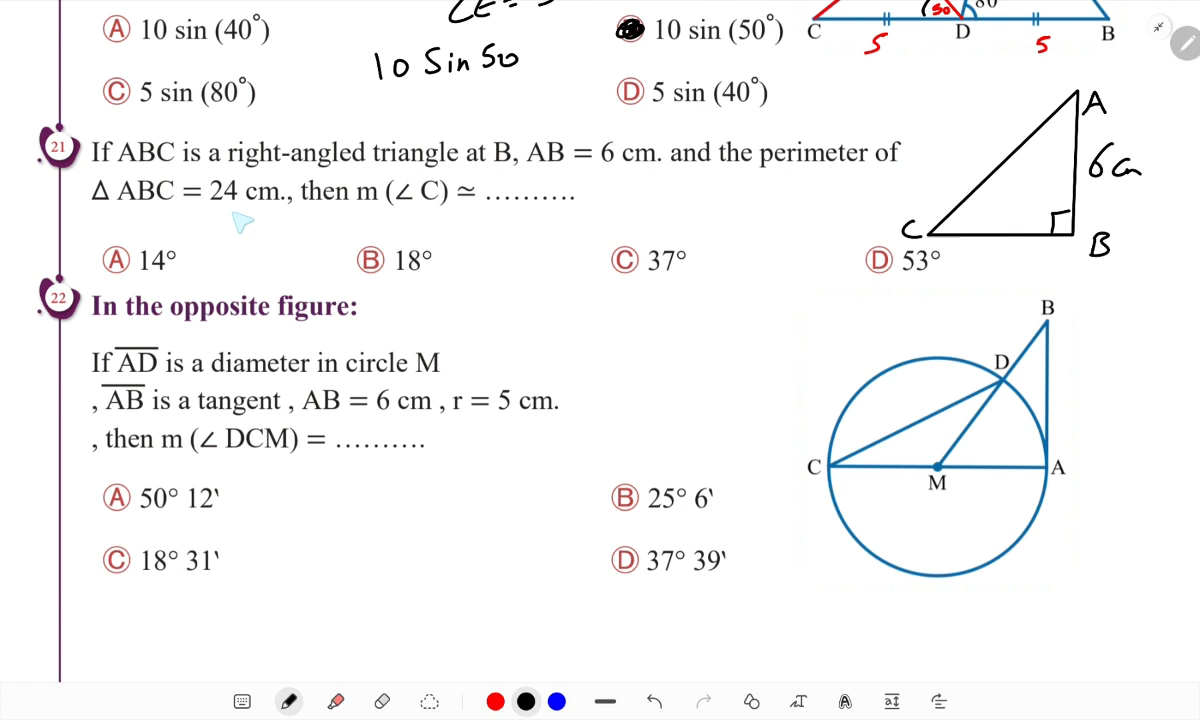 Ⓐ 10 sin (40°)
10 Sin 50
10 sin (50°)
C
D
B
50
5
5
Ⓒ 5 sin (80°)
Ⓓ 5 sin (40°)
21
If ABC is a right-angled triangle at B, AB = 6 cm. and the perimeter of
Δ ABC = 24 cm., then m (∠ C) ≃ ..........
A
6cm
C
B
Ⓐ 14°
Ⓑ 18°
Ⓒ 37°
Ⓓ 53°
22
In the opposite figure:
If A̅D̅ is a diameter in circle M
, A̅B̅ is a tangent , AB = 6 cm , r = 5 cm.
, then m (∠ DCM) = ..........
B
D
C
A
M
Ⓐ 50° 12'
Ⓑ 25° 6'
Ⓒ 18° 31'
Ⓓ 37° 39'